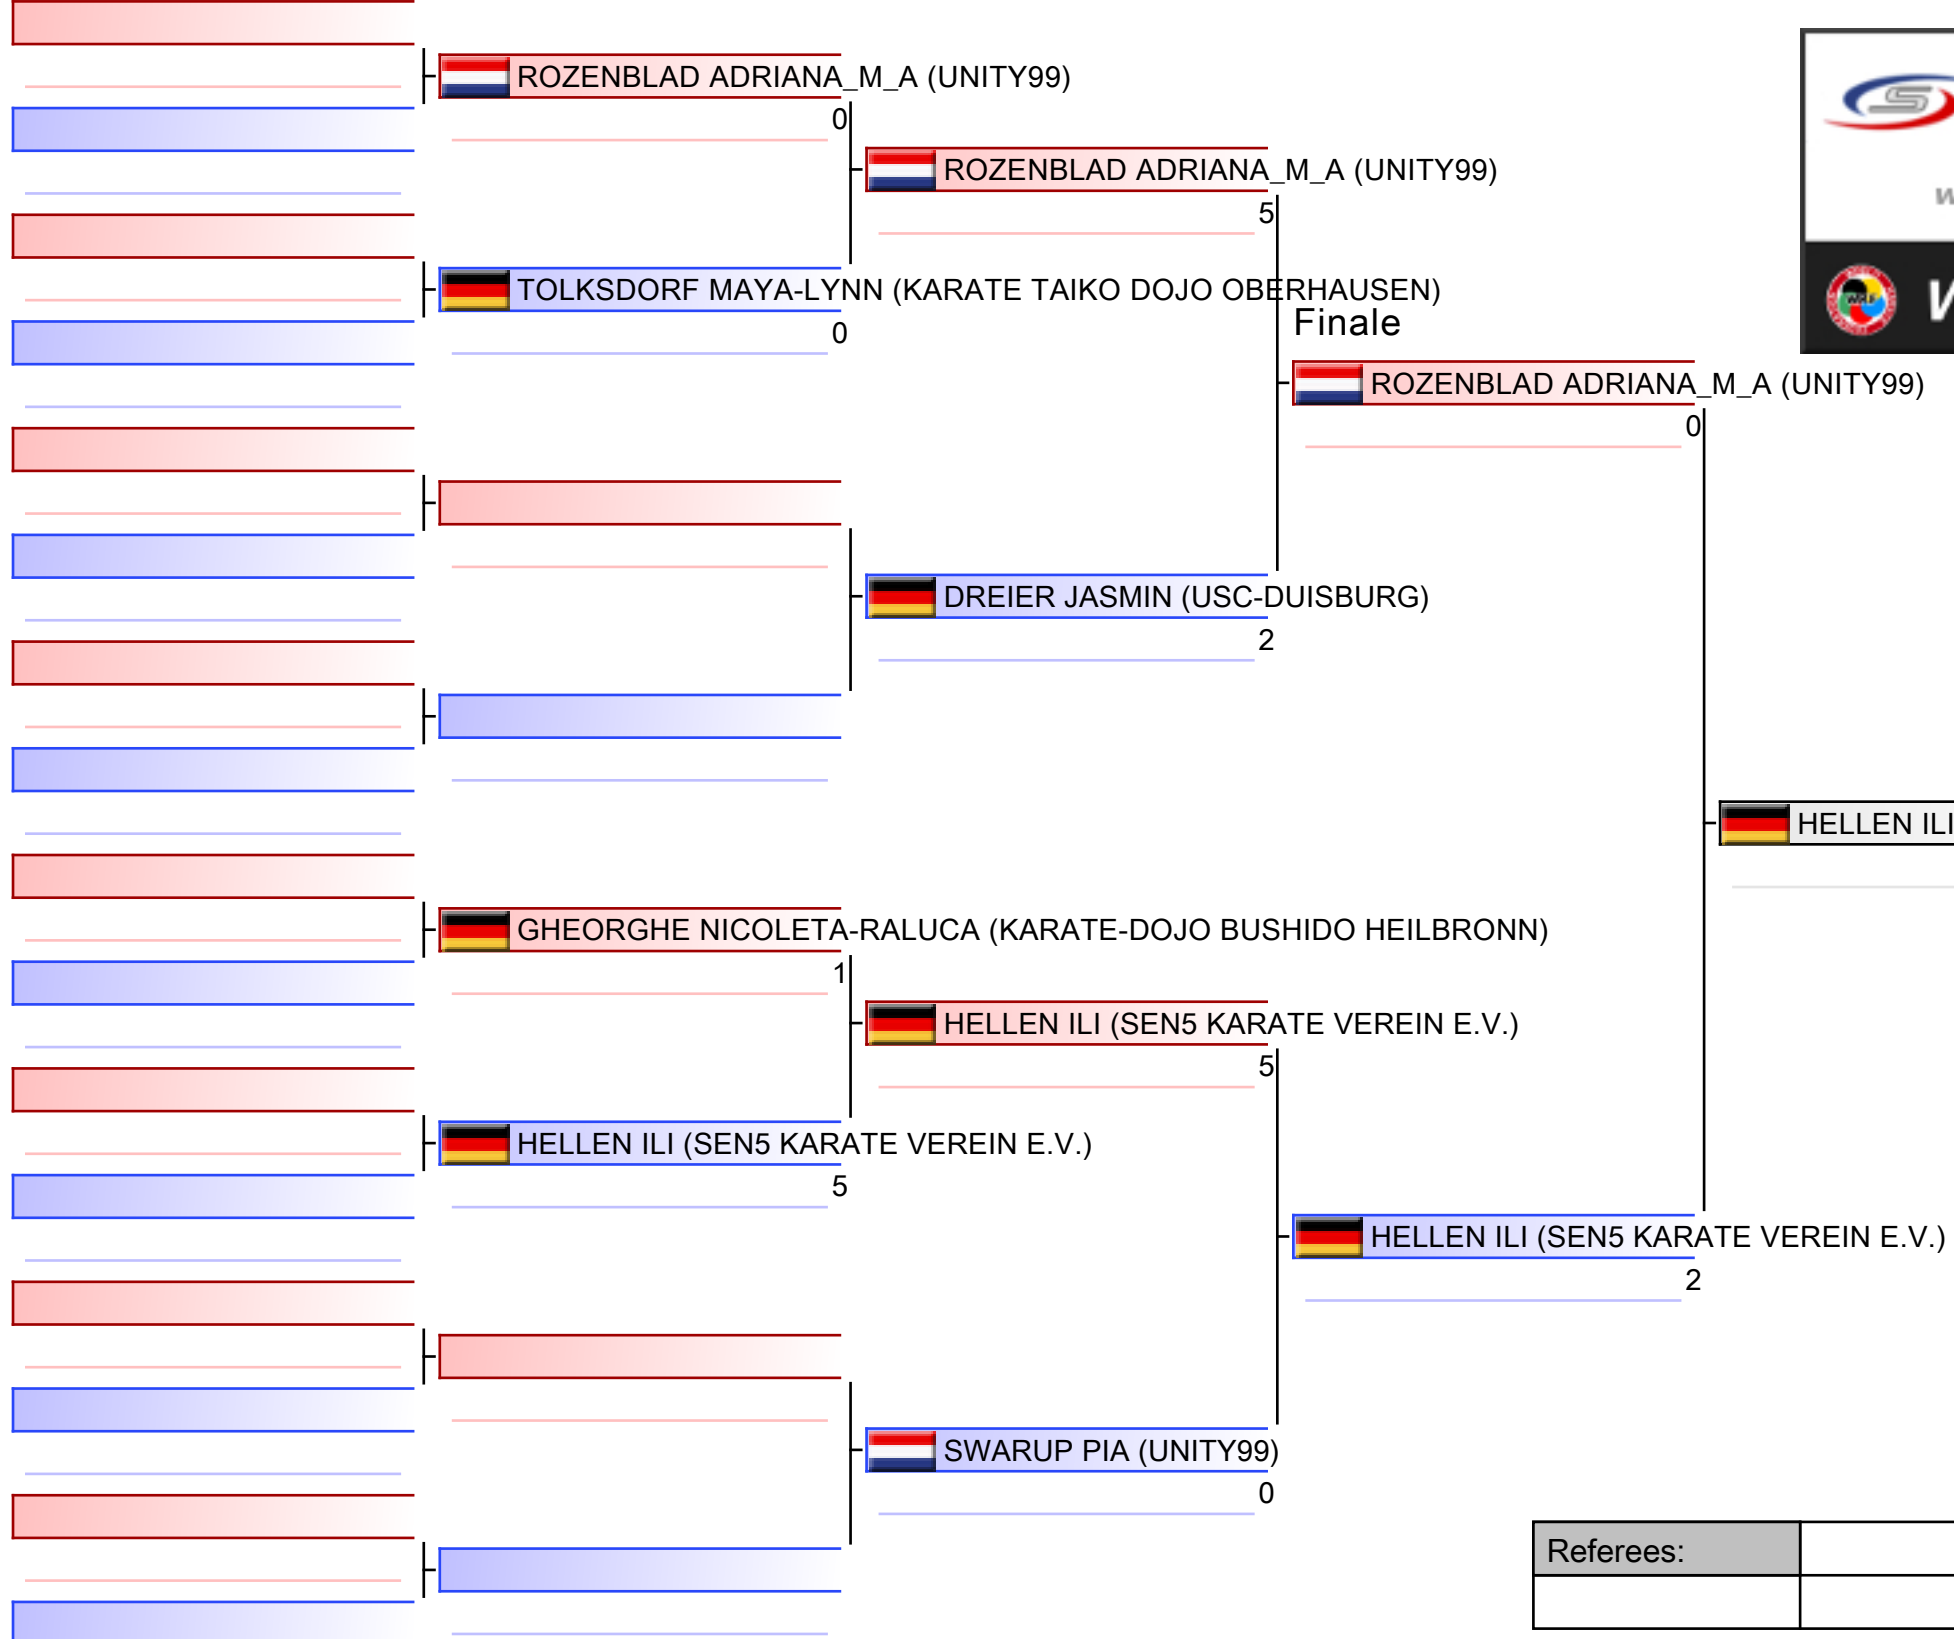 ROZENBLAD ADRIANA_M_A (UNITY99)
0
ROZENBLAD ADRIANA_M_A (UNITY99)
5
TOLKSDORF MAYA-LYNN (KARATE TAIKO DOJO OBERHAUSEN)
0
Finale
ROZENBLAD ADRIANA_M_A (UNITY99)
0
DREIER JASMIN (USC-DUISBURG)
2
HELLEN ILI
GHEORGHE NICOLETA-RALUCA (KARATE-DOJO BUSHIDO HEILBRONN)
1
HELLEN ILI (SEN5 KARATE VEREIN E.V.)
5
HELLEN ILI (SEN5 KARATE VEREIN E.V.)
5
HELLEN ILI (SEN5 KARATE VEREIN E.V.)
2
SWARUP PIA (UNITY99)
0
Referees: